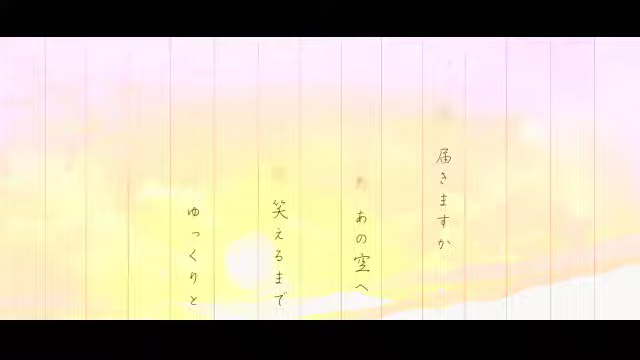 届きますか
あの空へ
笑えるまで
ゆっくりと